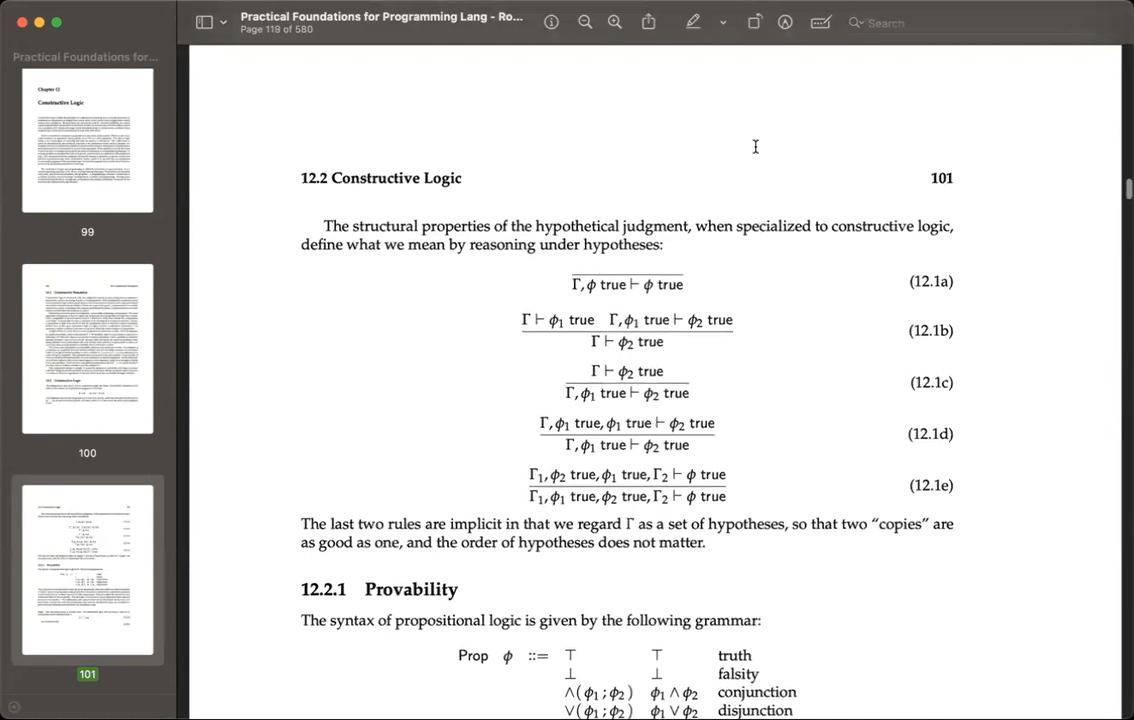 Practical Foundations for Programming Lang - Ro...
Page 119 of 580
Search
Practical Foundations for...
Chapter 12
Constructive Logic
99
100
101
12.2 Constructive Logic 101
The structural properties of the hypothetical judgment, when specialized to constructive logic,
define what we mean by reasoning under hypotheses:
Γ, ϕ true ⊢ ϕ true (12.1a)
Γ ⊢ ϕ1 true Γ, ϕ1 true ⊢ ϕ2 true
Γ ⊢ ϕ2 true (12.1b)
Γ ⊢ ϕ2 true
Γ, ϕ1 true ⊢ ϕ2 true (12.1c)
Γ, ϕ1 true, ϕ1 true ⊢ ϕ2 true
Γ, ϕ1 true ⊢ ϕ2 true (12.1d)
Γ1, ϕ2 true, ϕ1 true, Γ2 ⊢ ϕ true
Γ1, ϕ1 true, ϕ2 true, Γ2 ⊢ ϕ true (12.1e)
The last two rules are implicit in that we regard Γ as a set of hypotheses, so that two “copies” are
as good as one, and the order of hypotheses does not matter.
12.2.1 Provability
The syntax of propositional logic is given by the following grammar:
Prop ϕ ::= ⊤ ⊤ truth
⊥ ⊥ falsity
∧(ϕ1; ϕ2) ϕ1 ∧ ϕ2 conjunction
∨(ϕ1; ϕ2) ϕ1 ∨ ϕ2 disjunction